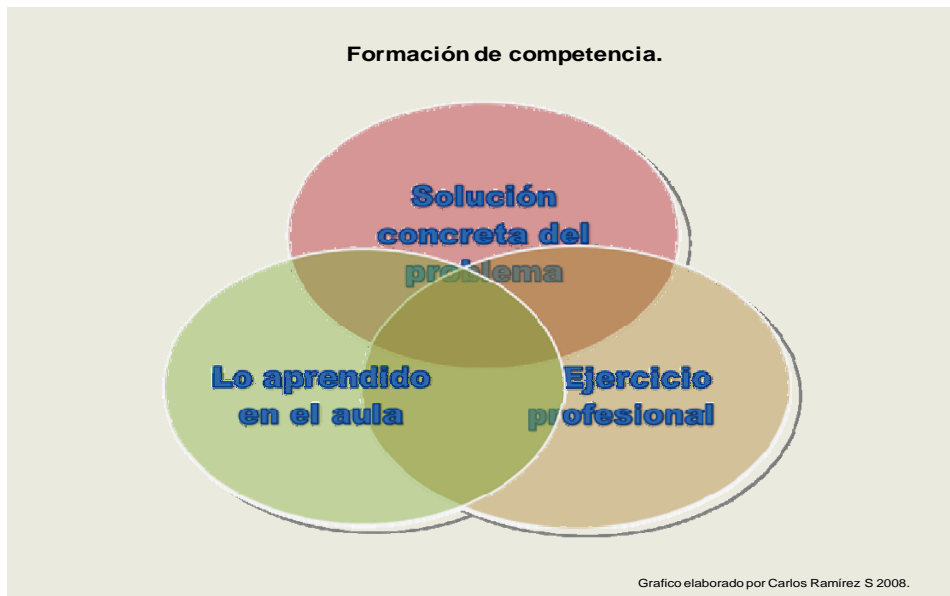 Formación de competencia.
Solución
concreta del
problema
Lo aprendido
en el aula
Ejercicio
profesional
Grafico elaborado por Carlos Ramírez S 2008.